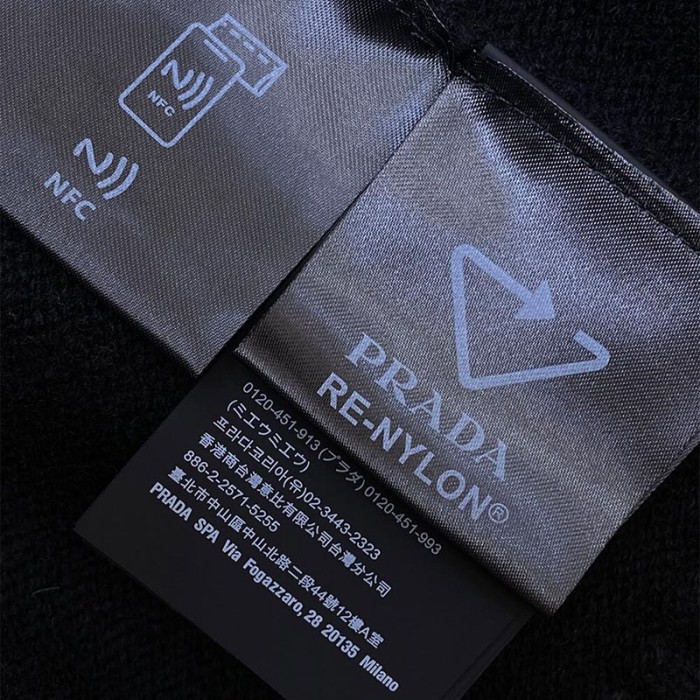 NFC
NFC
PRADA
RE-NYLON®
0120-451-913 (プラダ) 0120-451-993
(ミエウミエウ)
프라다코리아(유)02-3443-2323
香港商台灣意比有限公司台灣分公司
886-2-2571-5255
臺北市中山區中山北路二段44號12樓A室
PRADA SPA Via Fogazzaro, 28 20135 Milano